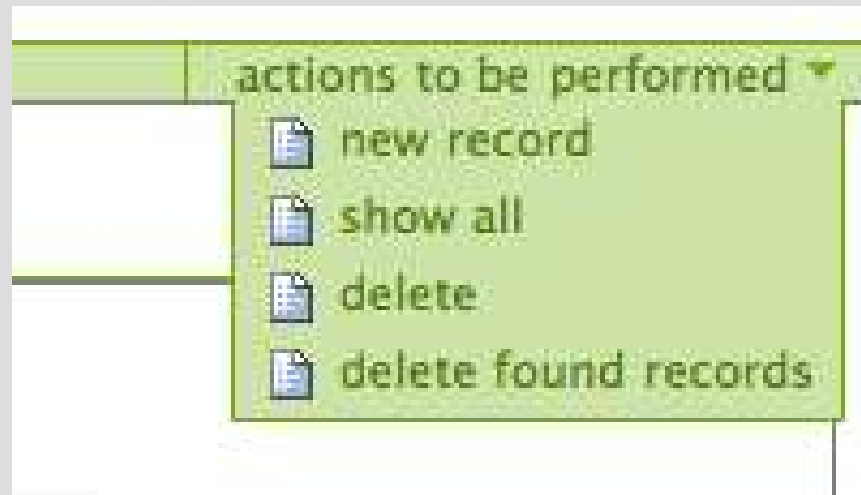 actions to be performed
new record
show all
delete
delete found records